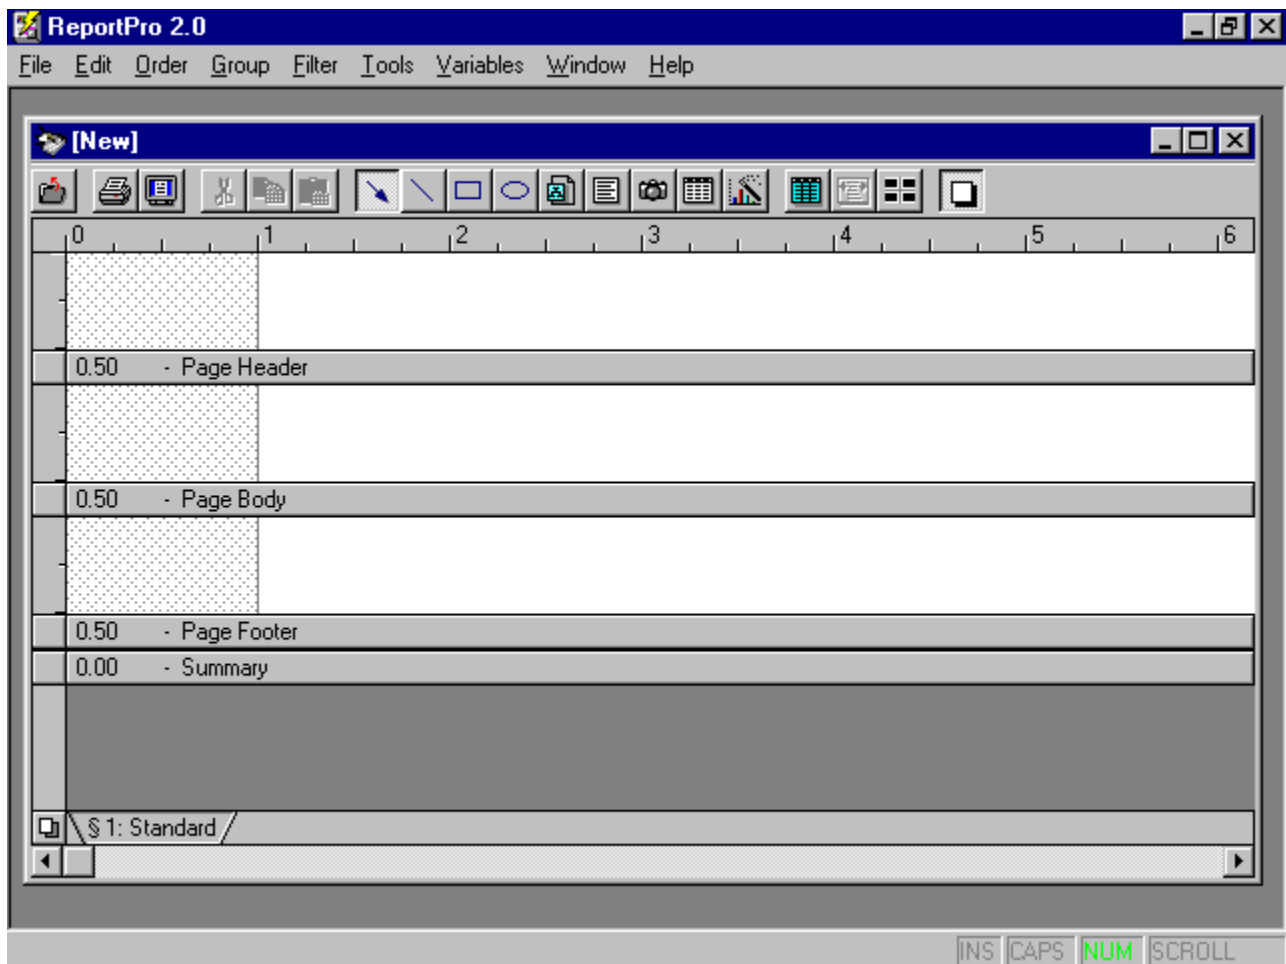 ReportPro 2.0
File Edit Order Group Filter Tools Variables Window Help
[New]
0 1 2 3 4 5 6
0.50 - Page Header
0.50 - Page Body
0.50 - Page Footer
0.00 - Summary
§ 1: Standard
INS CAPS NUM SCROLL